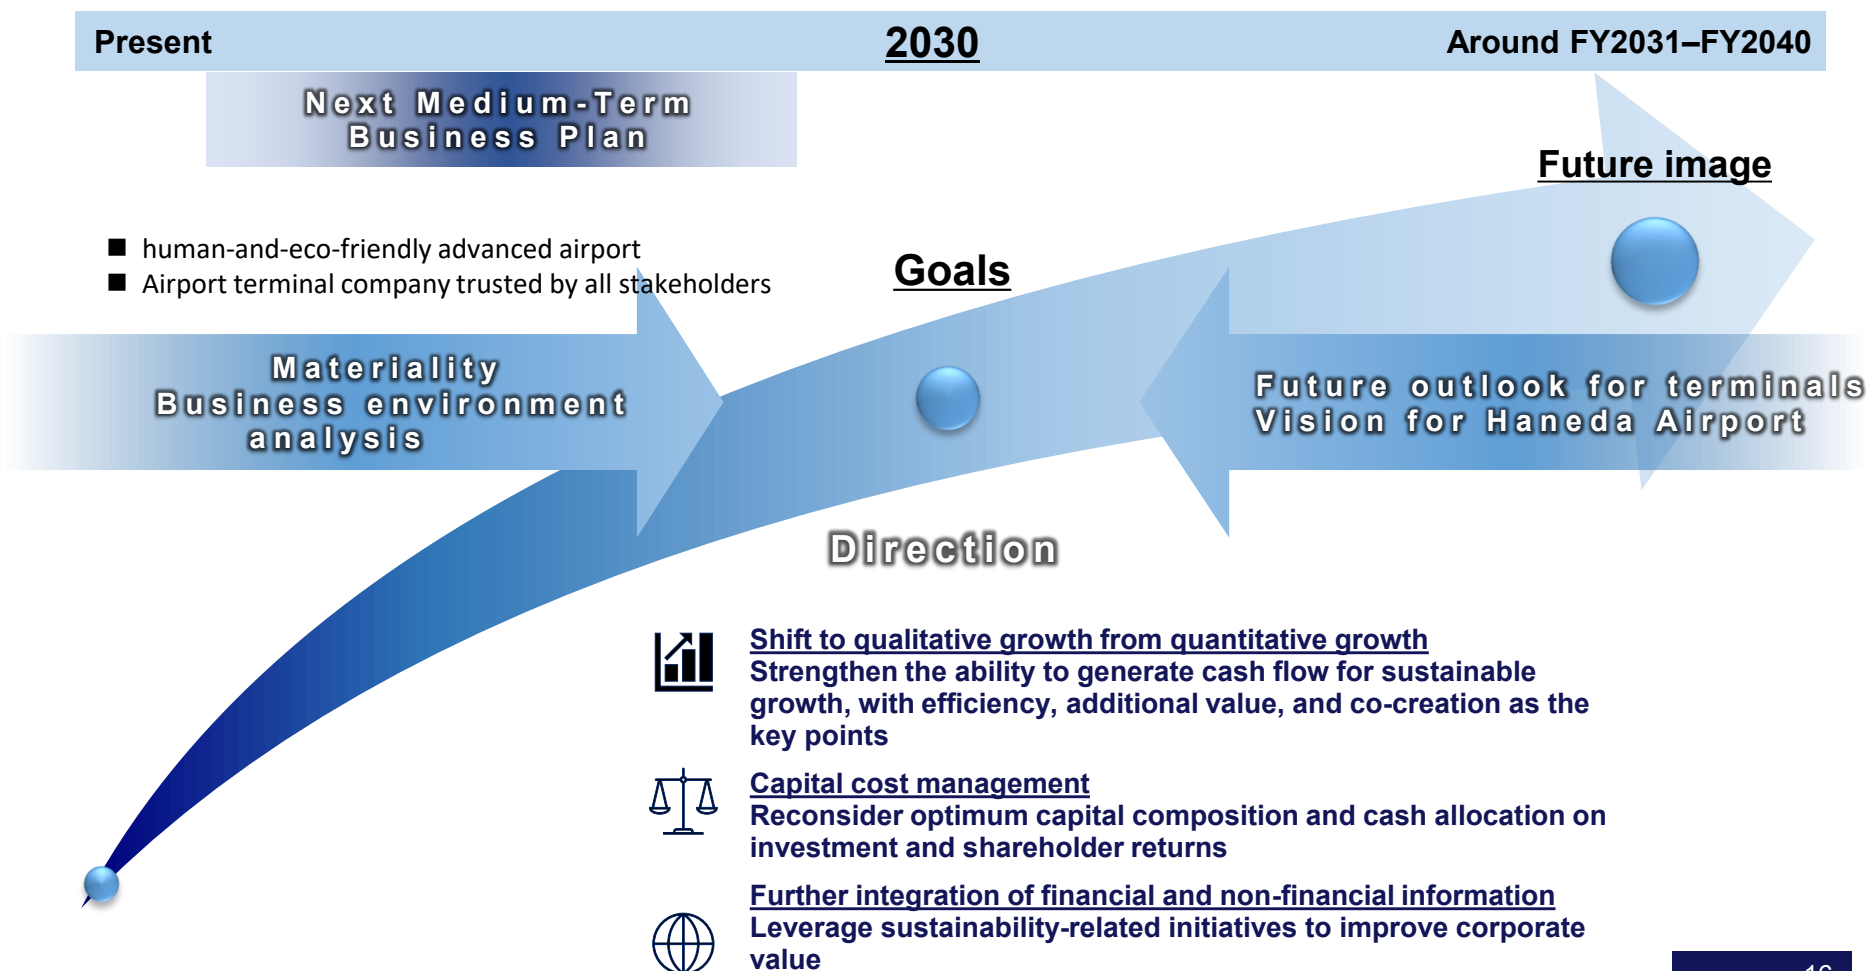 Present
2030
Around FY2031–FY2040
Next Medium-Term
Business Plan
Future image
■ human-and-eco-friendly advanced airport
■ Airport terminal company trusted by all stakeholders
Goals
Materiality
Business environment
analysis
Future outlook for terminals
Vision for Haneda Airport
Direction
Shift to qualitative growth from quantitative growth
Strengthen the ability to generate cash flow for sustainable
growth, with efficiency, additional value, and co-creation as the
key points
Capital cost management
Reconsider optimum capital composition and cash allocation on
investment and shareholder returns
Further integration of financial and non-financial information
Leverage sustainability-related initiatives to improve corporate
value
16